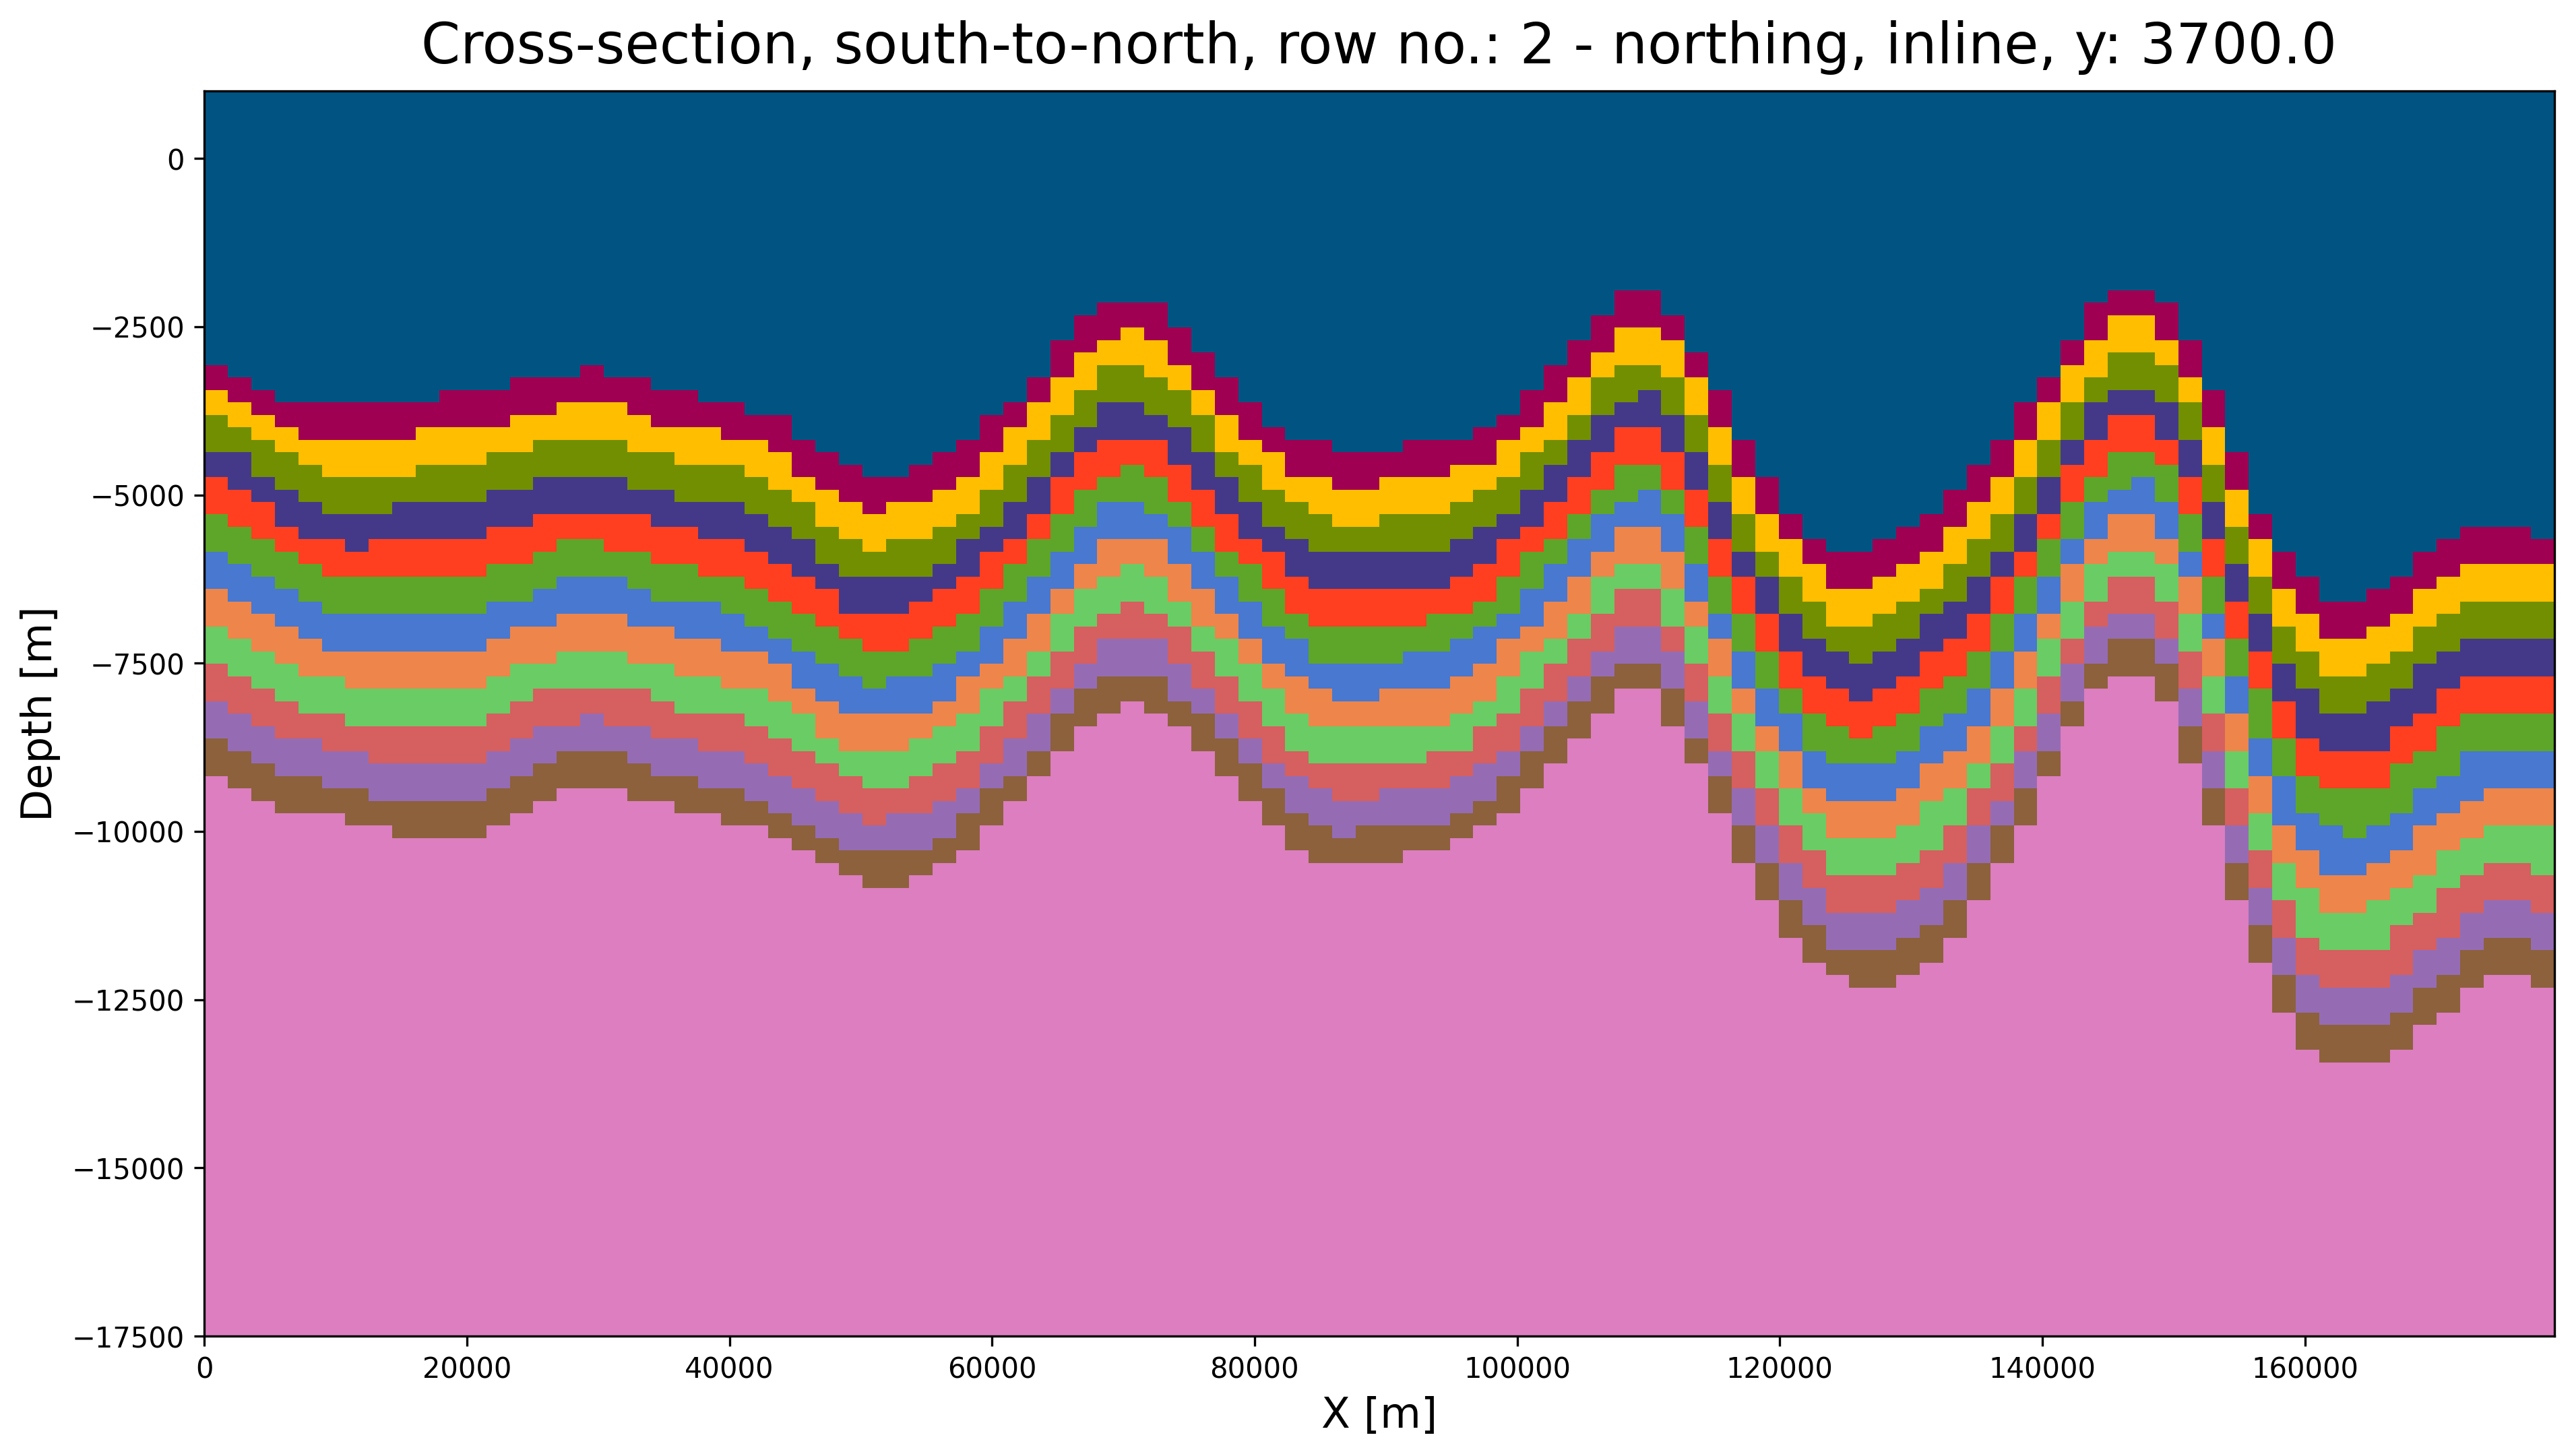 Cross-section, south-to-north, row no.: 2 - northing, inline, y: 3700.0
0
−2500
−5000
−7500
−10000
−12500
−15000
−17500
Depth [m]
0 20000 40000 60000 80000 100000 120000 140000 160000
X [m]